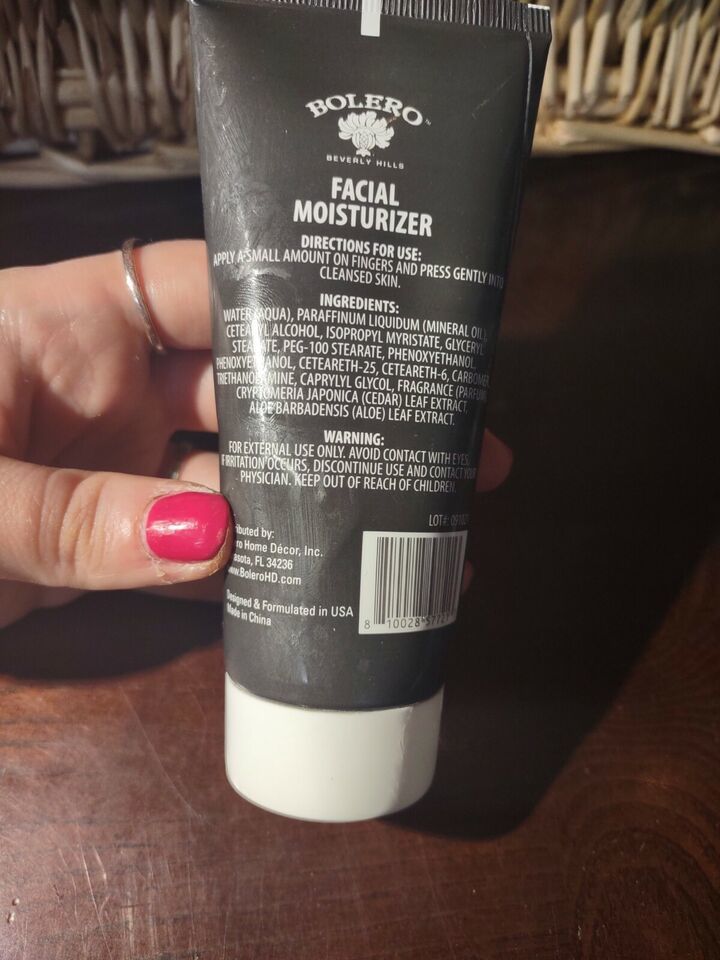 BOLERO
BEVERLY HILLS
FACIAL
MOISTURIZER
DIRECTIONS FOR USE:
APPLY A SMALL AMOUNT ON FINGERS AND PRESS GENTLY INTO
CLEANSED SKIN.
INGREDIENTS:
WATER (AQUA), PARAFFINUM LIQUIDUM (MINERAL OIL),
CETEARYL ALCOHOL, ISOPROPYL MYRISTATE, GLYCERYL
STEARATE, PEG-100 STEARATE, PHENOXYETHANOL,
PHENOXYETHANOL, CETEARETH-25, CETEARETH-6, CARBOMER,
TRIETHANOLAMINE, CAPRYLYL GLYCOL, FRAGRANCE (PARFUM),
CRYPTOMERIA JAPONICA (CEDAR) LEAF EXTRACT,
ALOE BARBADENSIS (ALOE) LEAF EXTRACT.
WARNING:
FOR EXTERNAL USE ONLY. AVOID CONTACT WITH EYES.
IF IRRITATION OCCURS, DISCONTINUE USE AND CONTACT YOUR
PHYSICIAN. KEEP OUT OF REACH OF CHILDREN.
LOT#:
by:
Home Décor, Inc.
FL 34236
www.BoleroHD.com
Designed & Formulated in USA
Made in China
8 10028